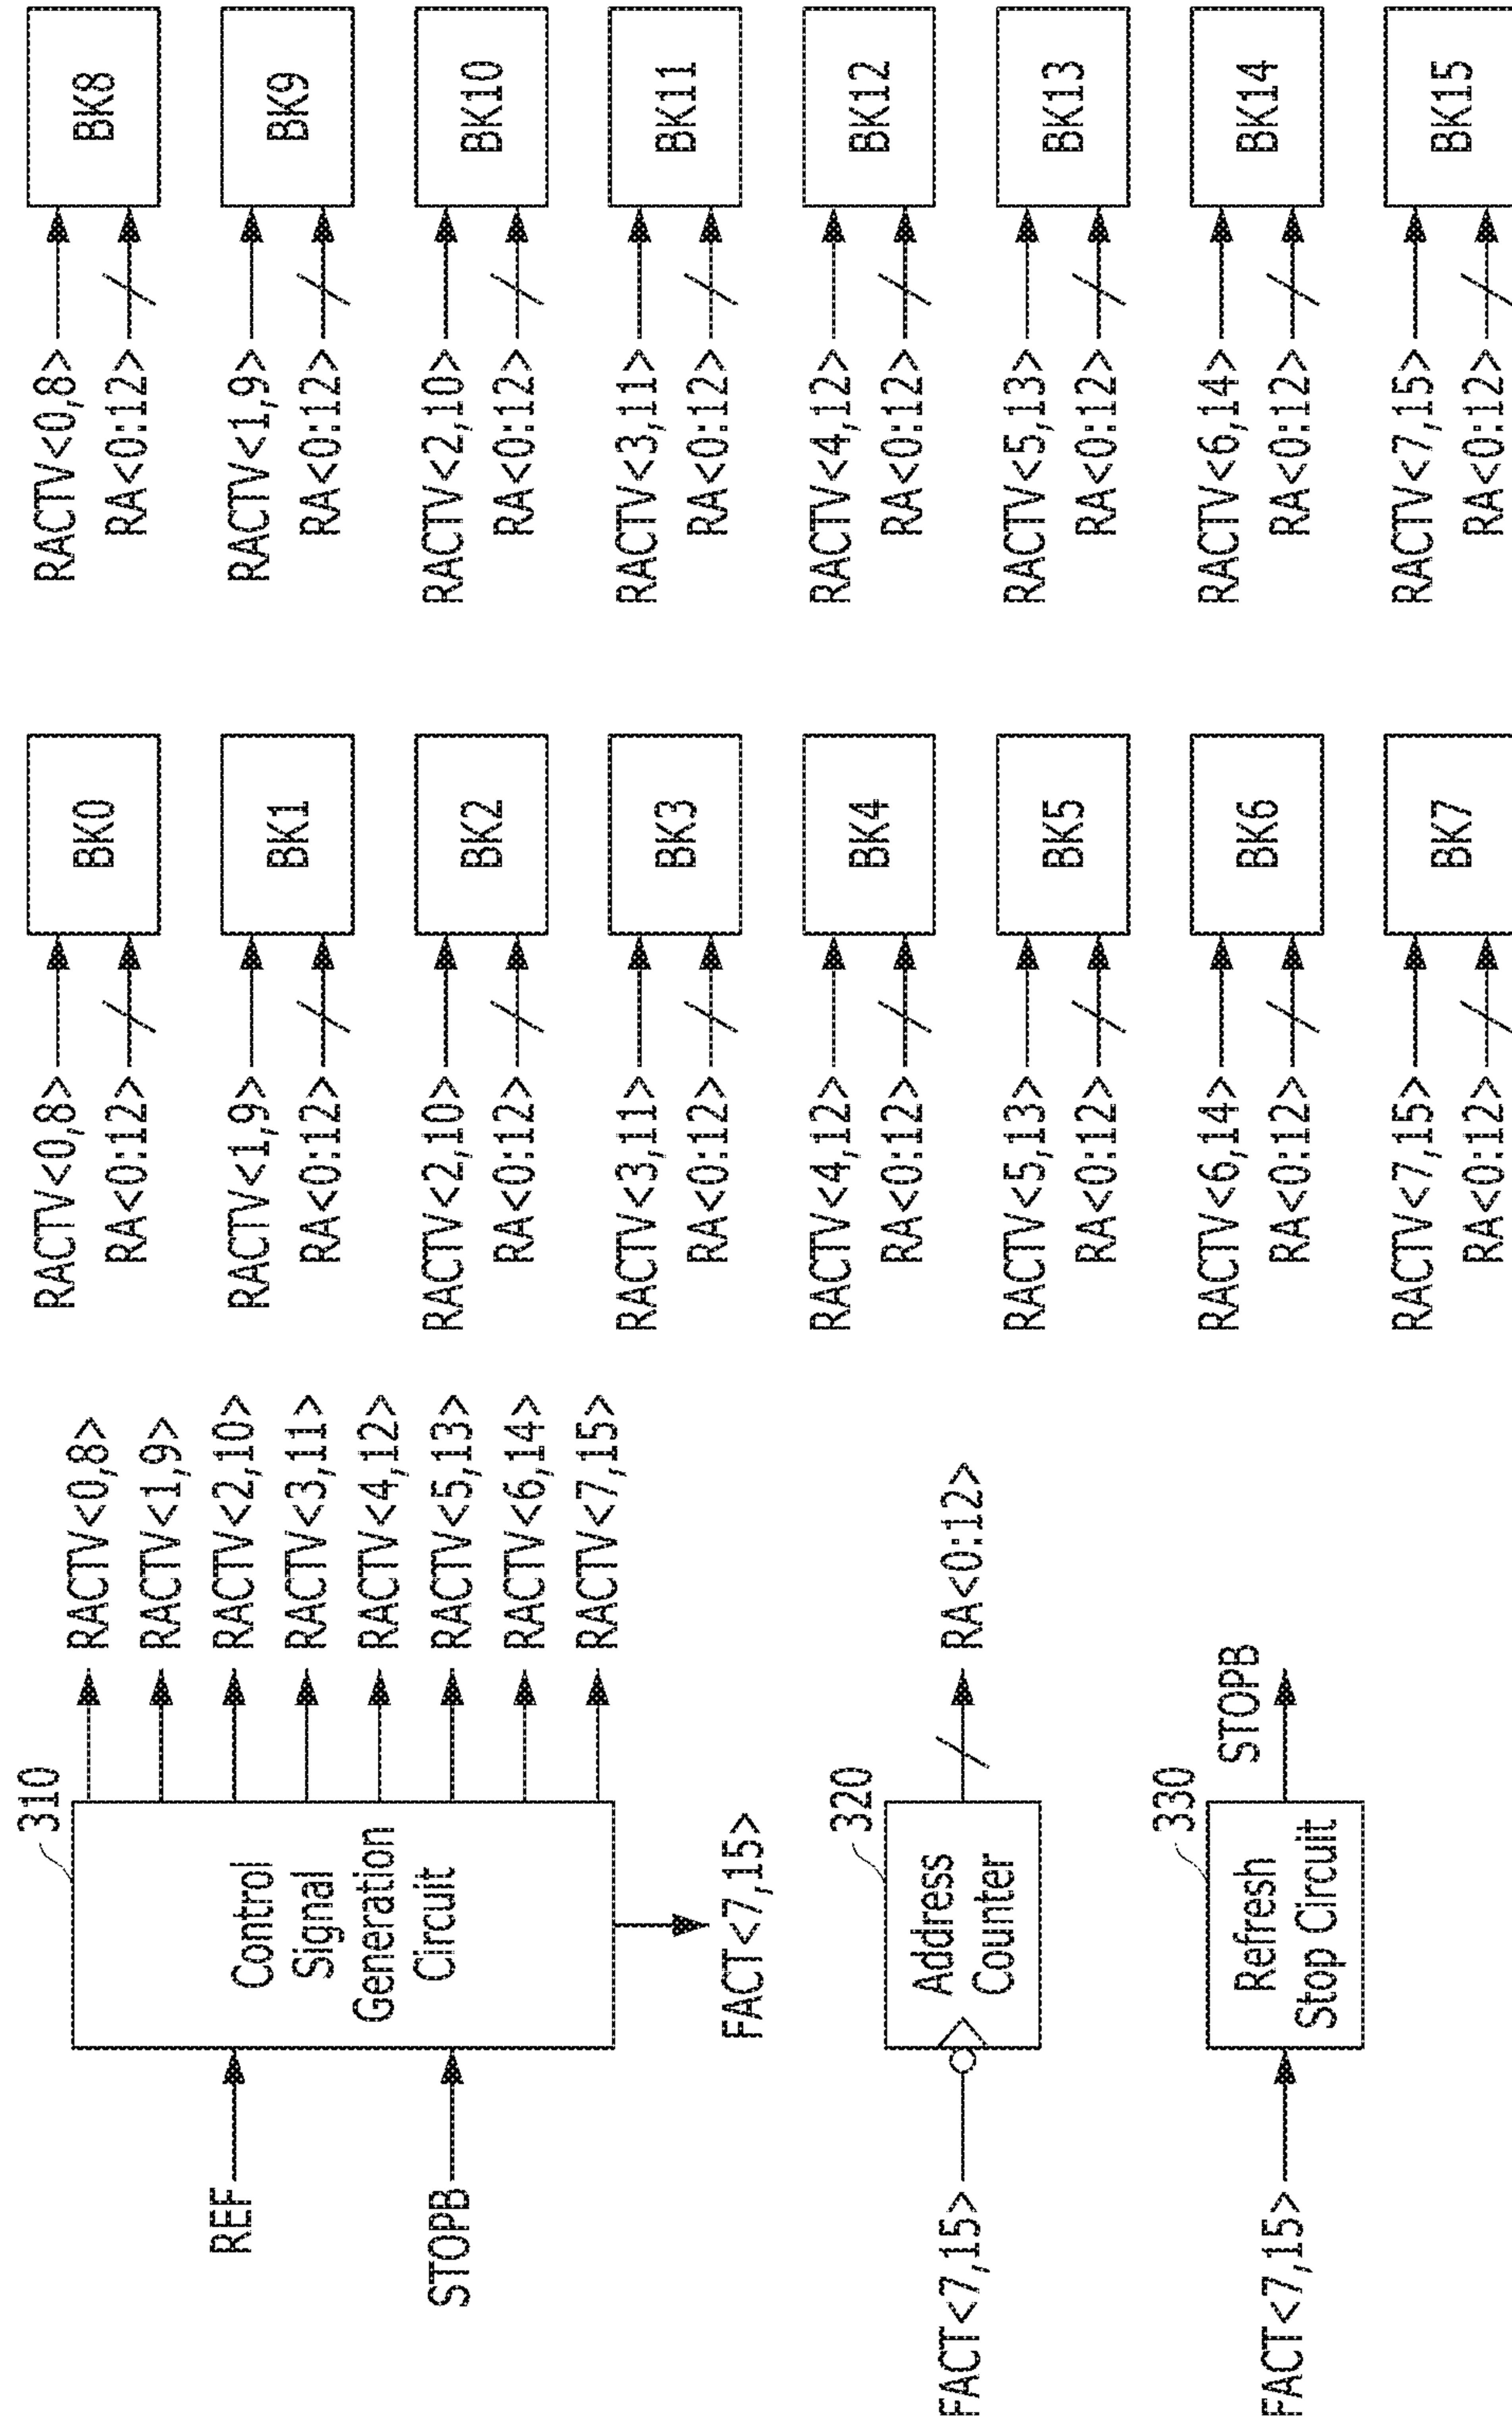 310
REF
STOPB
Control
Signal
Generation
Circuit
RACTV<0,8>
RACTV<1,9>
RACTV<2,10>
RACTV<3,11>
RACTV<4,12>
RACTV<5,13>
RACTV<6,14>
RACTV<7,15>
FACT<7,15>
320
FACT<7,15>
Address
Counter
RA<0:12>
330
FACT<7,15>
Refresh
Stop Circuit
STOPB
RACTV<0,8>
RA<0:12>
BK0
RACTV<1,9>
RA<0:12>
BK1
RACTV<2,10>
RA<0:12>
BK2
RACTV<3,11>
RA<0:12>
BK3
RACTV<4,12>
RA<0:12>
BK4
RACTV<5,13>
RA<0:12>
BK5
RACTV<6,14>
RA<0:12>
BK6
RACTV<7,15>
RA<0:12>
BK7
RACTV<0,8>
RA<0:12>
BK8
RACTV<1,9>
RA<0:12>
BK9
RACTV<2,10>
RA<0:12>
BK10
RACTV<3,11>
RA<0:12>
BK11
RACTV<4,12>
RA<0:12>
BK12
RACTV<5,13>
RA<0:12>
BK13
RACTV<6,14>
RA<0:12>
BK14
RACTV<7,15>
RA<0:12>
BK15